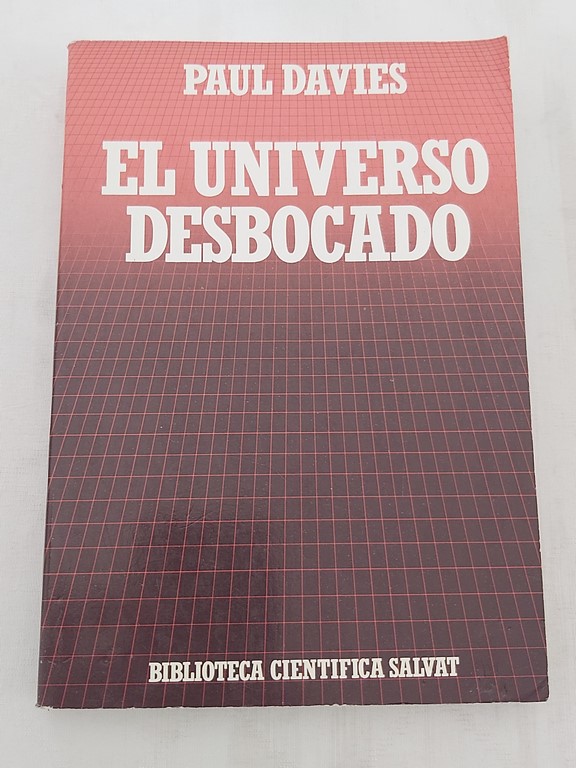 PAUL DAVIES
EL UNIVERSO
DESBOCADO
BIBLIOTECA CIENTIFICA SALVAT